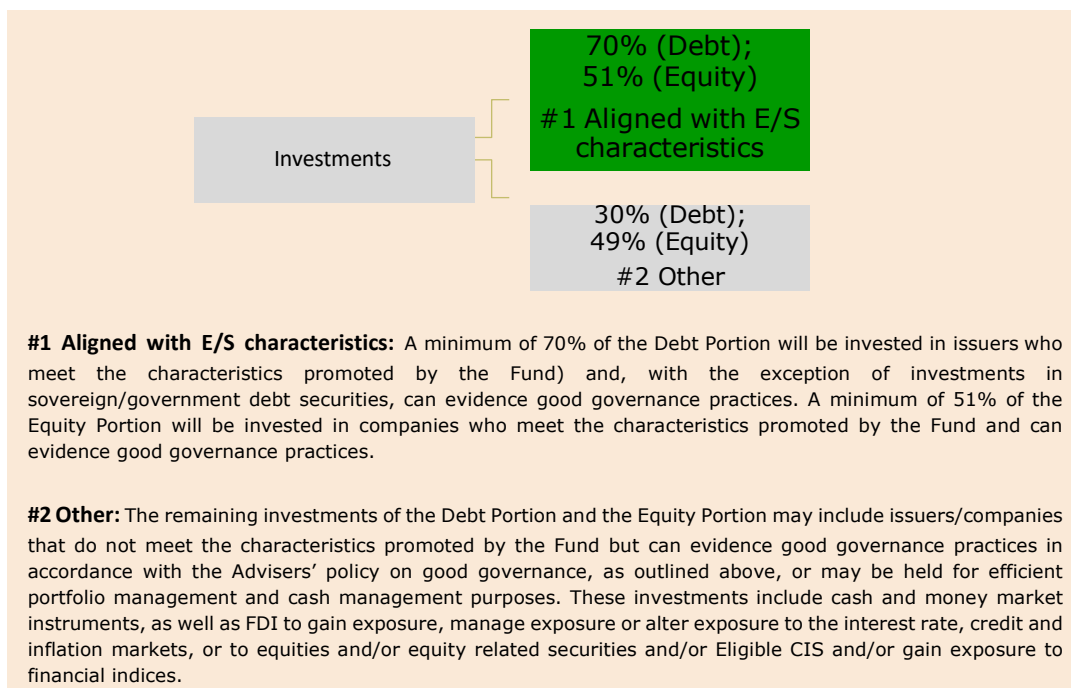 70% (Debt);
51% (Equity)
#1 Aligned with E/S
characteristics
Investments
30% (Debt);
49% (Equity)
#2 Other
#1 Aligned with E/S characteristics: A minimum of 70% of the Debt Portion will be invested in issuers who
meet the characteristics promoted by the Fund) and, with the exception of investments in
sovereign/government debt securities, can evidence good governance practices. A minimum of 51% of the
Equity Portion will be invested in companies who meet the characteristics promoted by the Fund and can
evidence good governance practices.
#2 Other: The remaining investments of the Debt Portion and the Equity Portion may include issuers/companies
that do not meet the characteristics promoted by the Fund but can evidence good governance practices in
accordance with the Advisers’ policy on good governance, as outlined above, or may be held for efficient
portfolio management and cash management purposes. These investments include cash and money market
instruments, as well as FDI to gain exposure, manage exposure or alter exposure to the interest rate, credit and
inflation markets, or to equities and/or equity related securities and/or Eligible CIS and/or gain exposure to
financial indices.